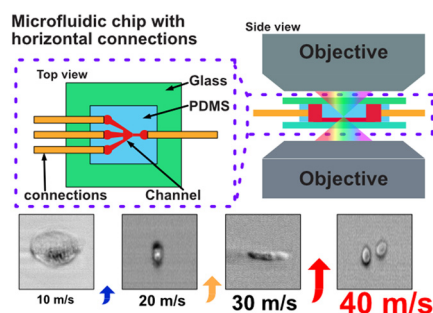 Microfluidic chip with
horizontal connections
Side view
Objective
Top view
Glass
PDMS
connections
Channel
Objective
10 m/s
20 m/s
30 m/s
40 m/s